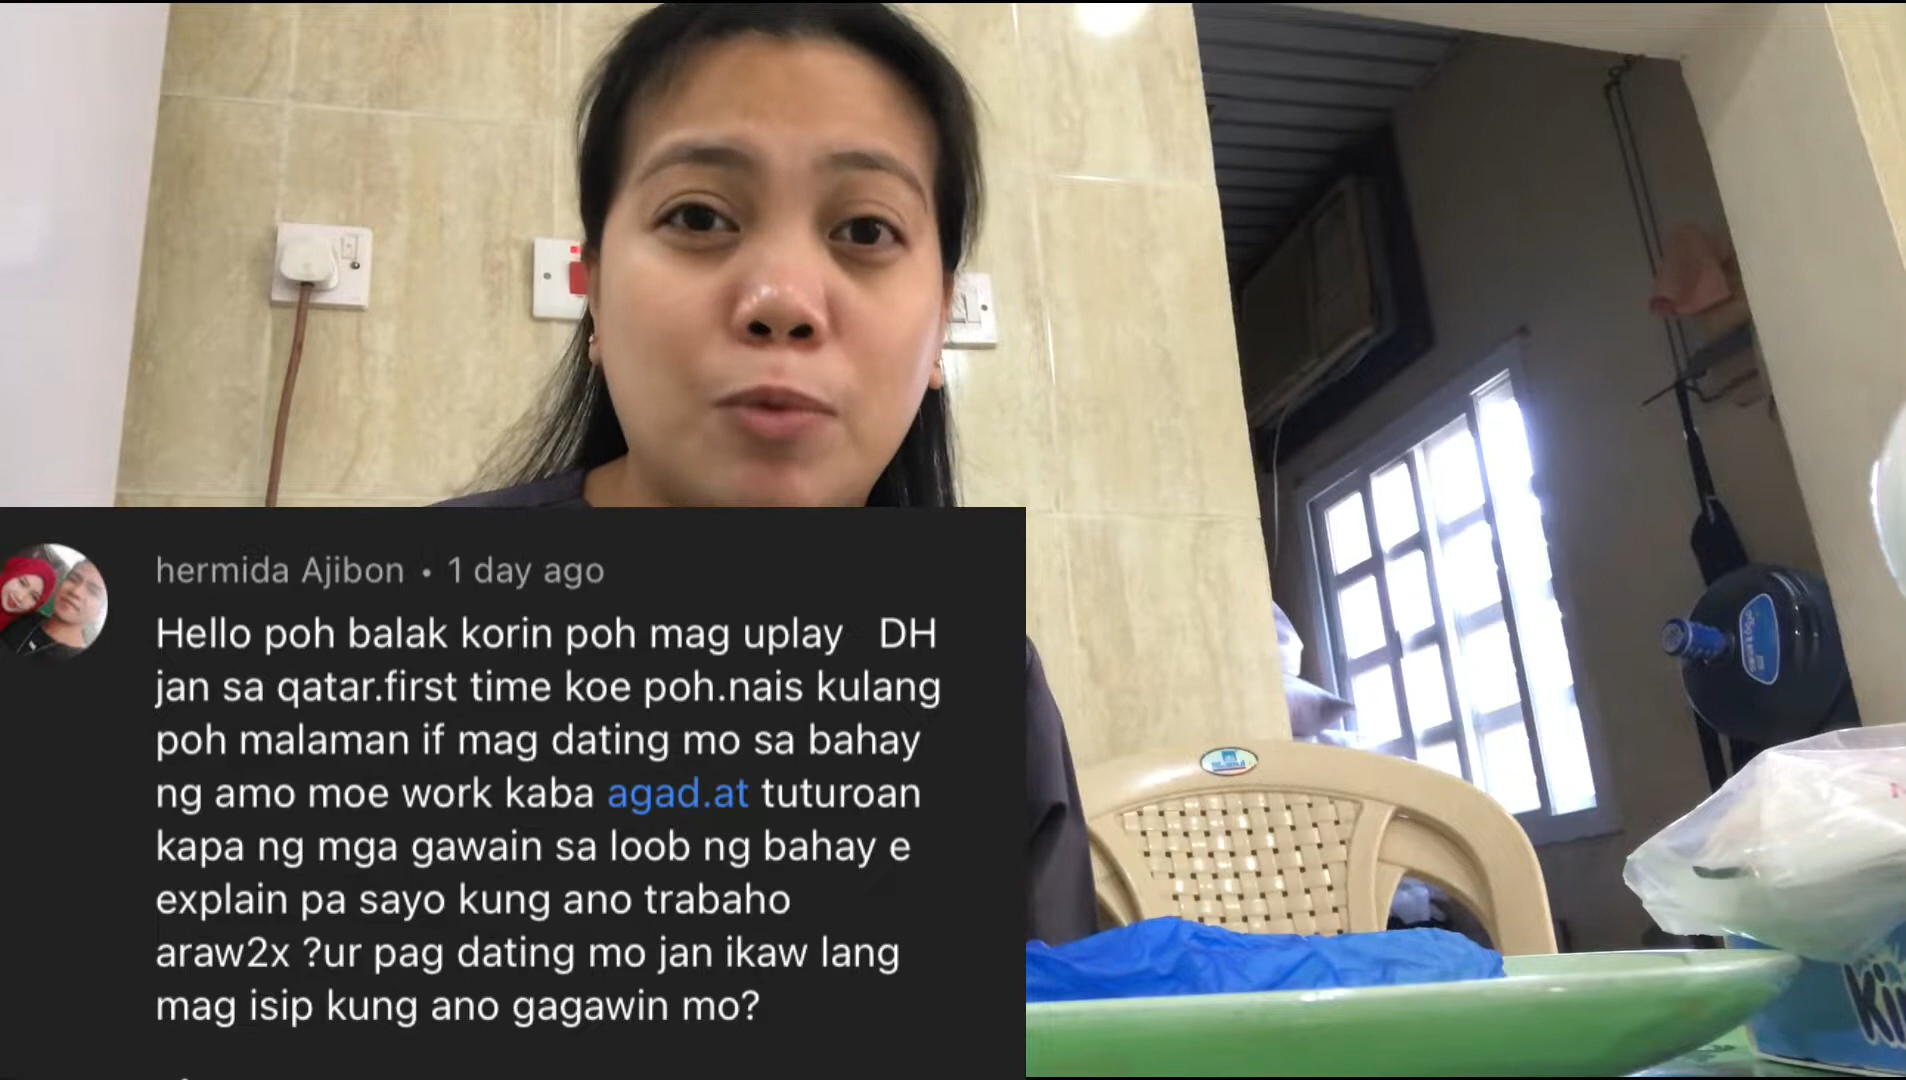 hermida Ajibon • 1 day ago
Hello poh balak korin poh mag uplay DH
jan sa qatar.first time koe poh.nais kulang
poh malaman if mag dating mo sa bahay
ng amo moe work kaba agad.at tuturoan
kapa ng mga gawain sa loob ng bahay e
explain pa sayo kung ano trabaho
araw2x ?ur pag dating mo jan ikaw lang
mag isip kung ano gagawin mo?